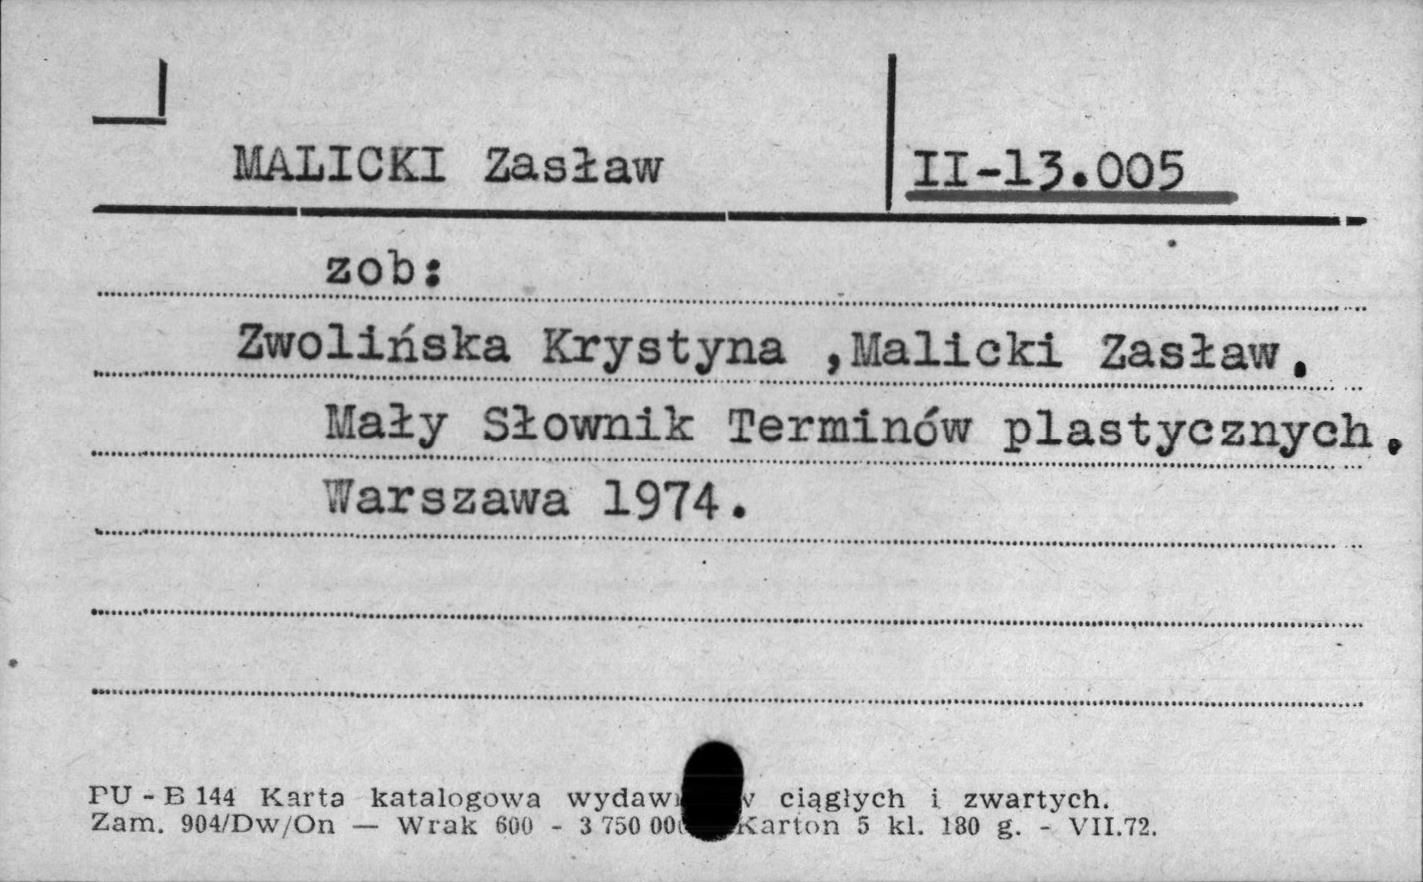 MALICKI Zasław
II-13.005
zob:
Zwolińska Krystyna ,Malicki Zasław.
Mały Słownik Terminów plastycznych.
Warszawa 1974.
PU - B 144 Karta katalogowa ciągłych i zwartych.
Zam. 904/Dw/On — Wrak 600 - 3 750 Karton 5 kl. 180 g. - VII.72.